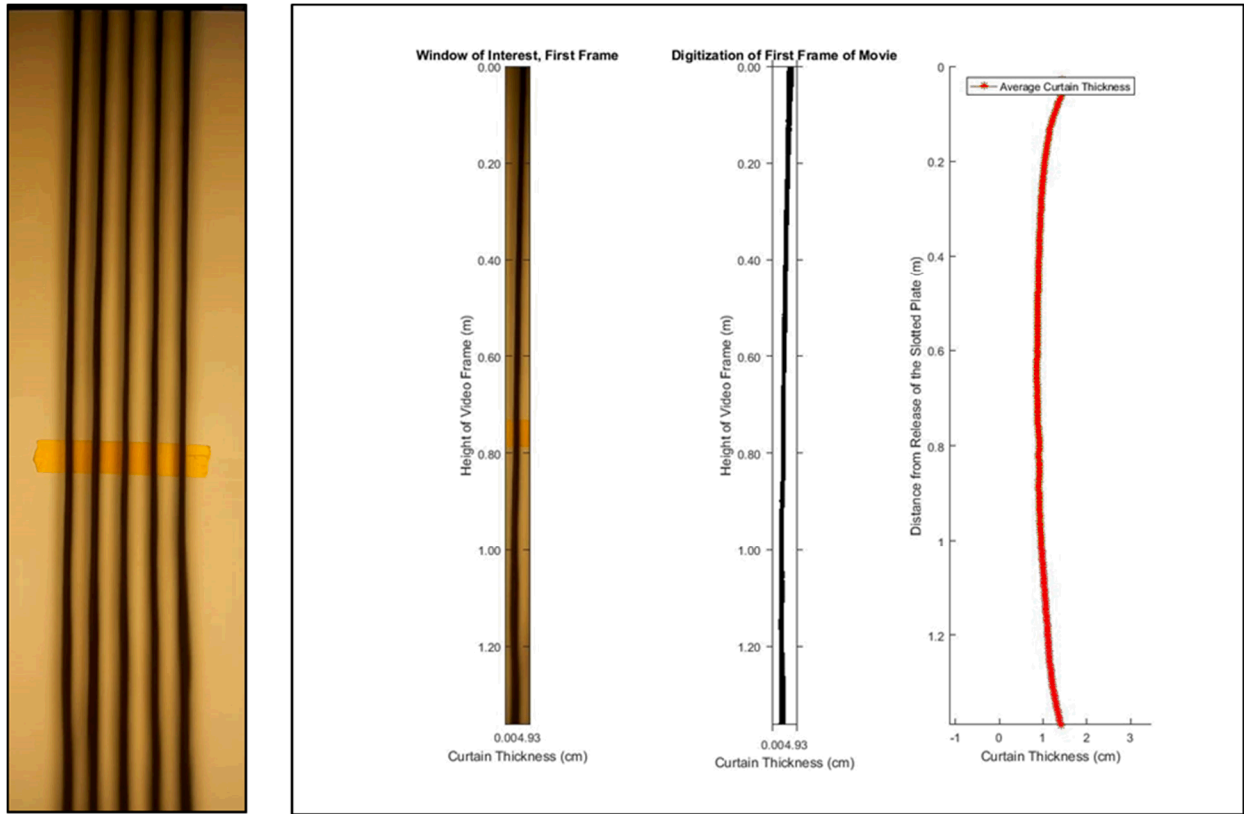 Window of Interest, First Frame
0.00
0.20
0.40
0.60
0.80
1.00
1.20
Height of Video Frame (m)
0.004.93
Curtain Thickness (cm)
Digitization of First Frame of Movie
0.00
0.20
0.40
0.60
0.80
1.00
1.20
Height of Video Frame (m)
0.004.93
Curtain Thickness (cm)
Average Curtain Thickness
0
0.2
0.4
0.6
0.8
1
1.2
Distance from Release of the Slotted Plate (m)
-1 0 1 2 3
Curtain Thickness (cm)